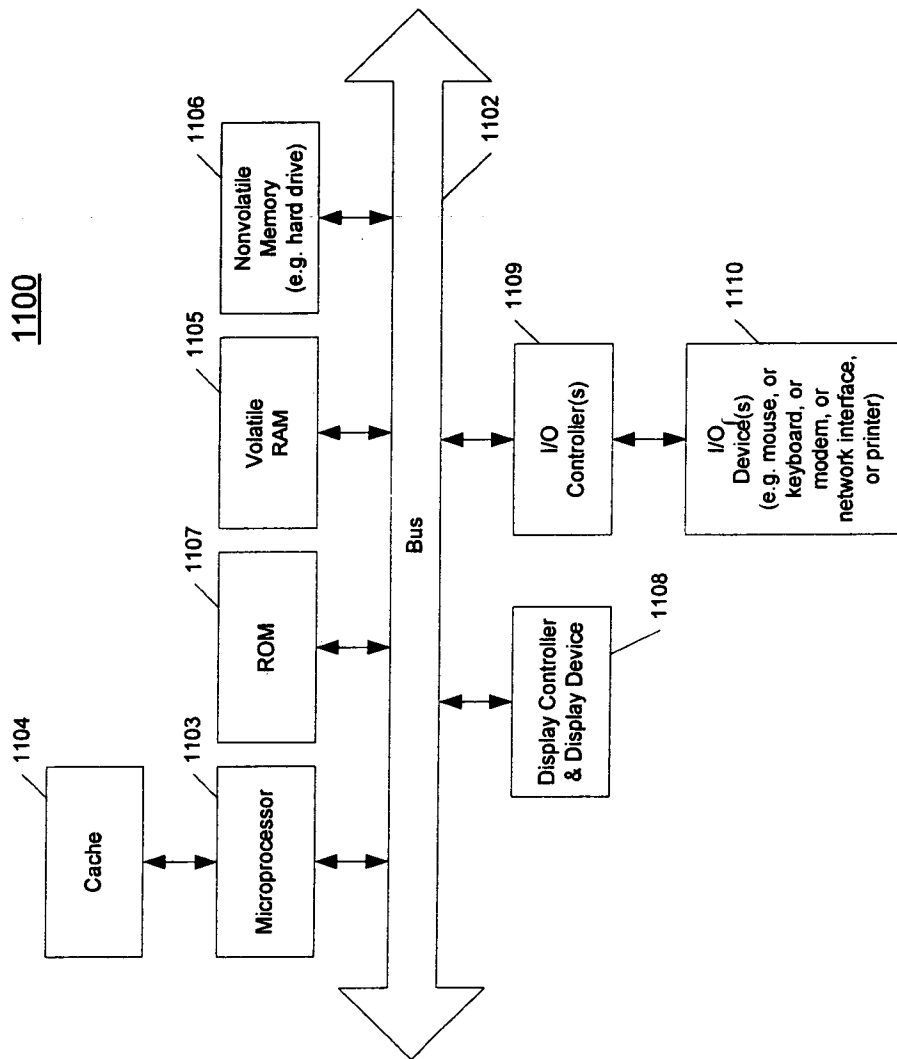 1100
1104
Cache
1103
Microprocessor
1107
ROM
1105
Volatile
RAM
1106
Nonvolatile
Memory
(e.g. hard drive)
Bus
1102
Display Controller
& Display Device
1108
I/O
Controller(s)
1109
I/O
Device(s)
(e.g. mouse, or
keyboard, or
modem, or
network interface,
or printer)
1110